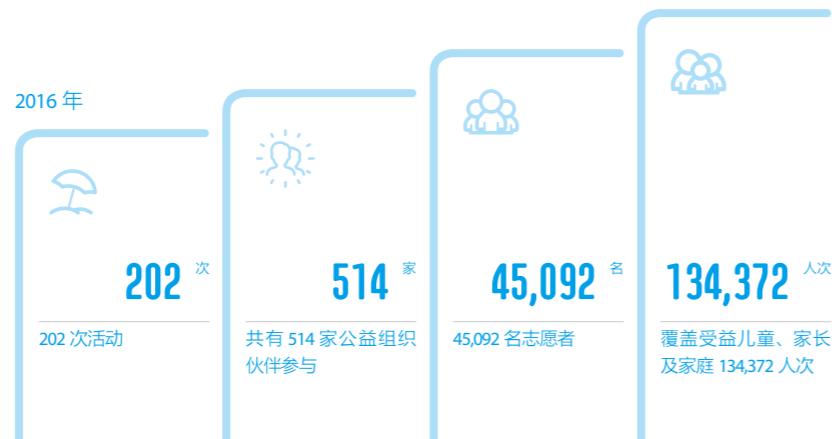 2016 年
202 次
202 次活动
514 家
共有 514 家公益组织
伙伴参与
45,092 名
45,092 名志愿者
134,372 人次
覆盖受益儿童、家长
及家庭 134,372 人次